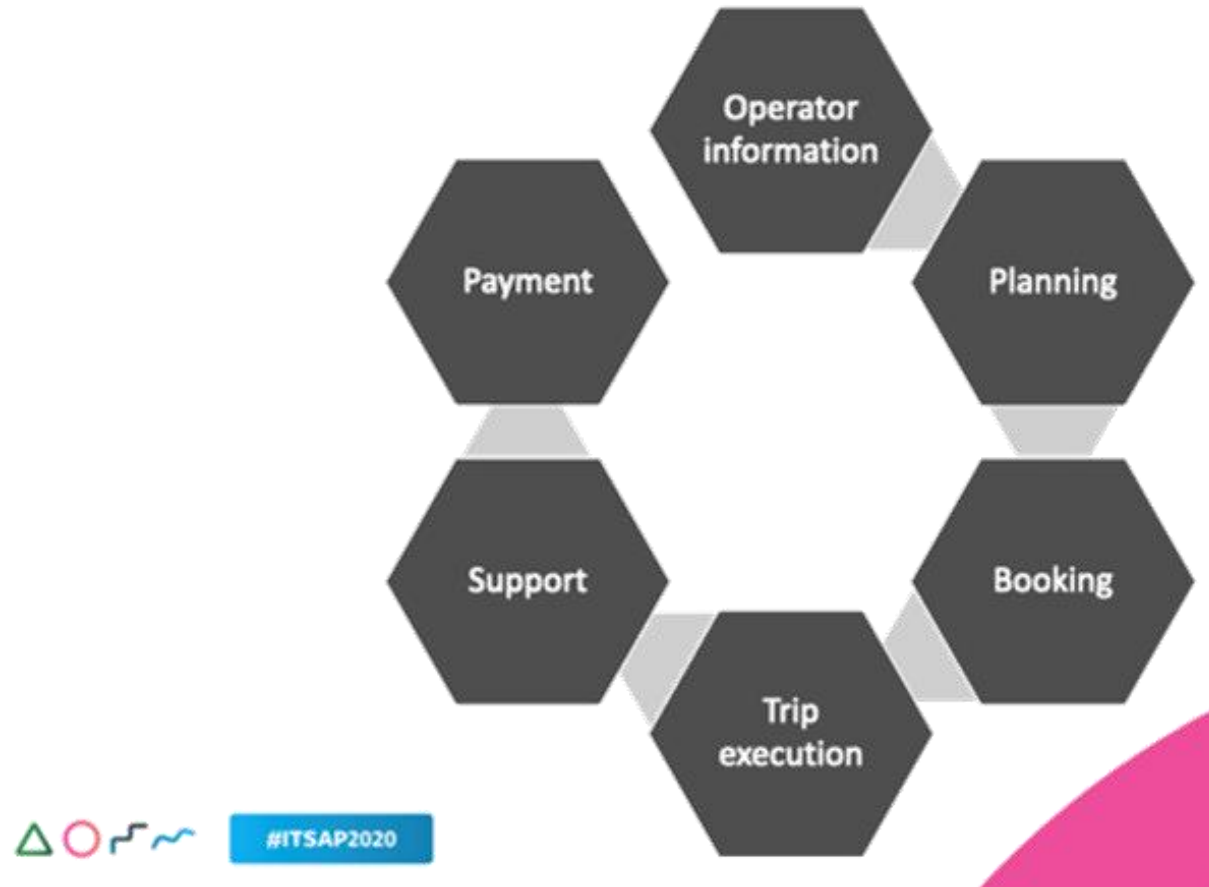 Operator
information
Payment
Planning
Support
Booking
Trip
execution
#ITSAP2020